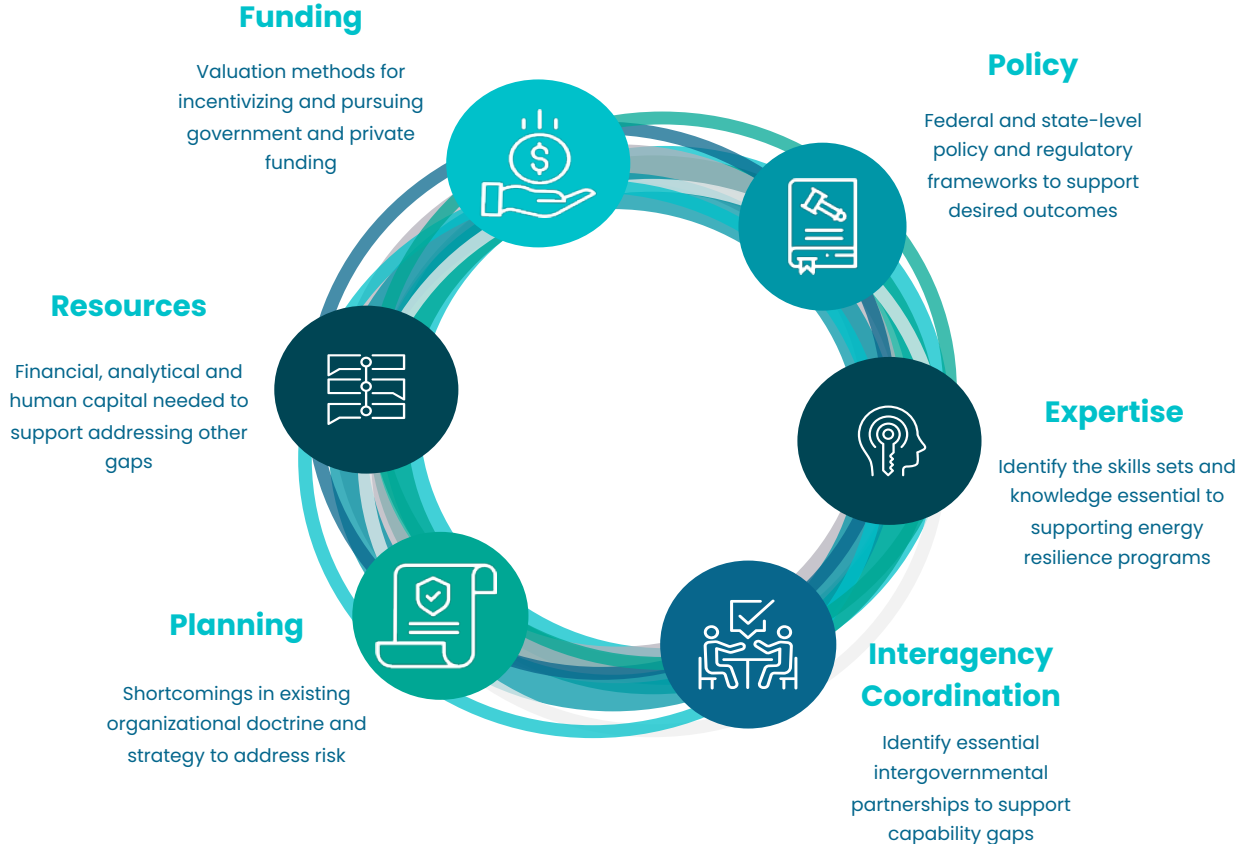 Funding
Valuation methods for
incentivizing and pursuing
government and private
funding
Policy
Federal and state-level
policy and regulatory
frameworks to support
desired outcomes
Resources
Financial, analytical and
human capital needed to
support addressing other
gaps
Expertise
Identify the skills sets and
knowledge essential to
supporting energy
resilience programs
Planning
Shortcomings in existing
organizational doctrine and
strategy to address risk
Interagency
Coordination
Identify essential
intergovernmental
partnerships to support
capability gaps
$